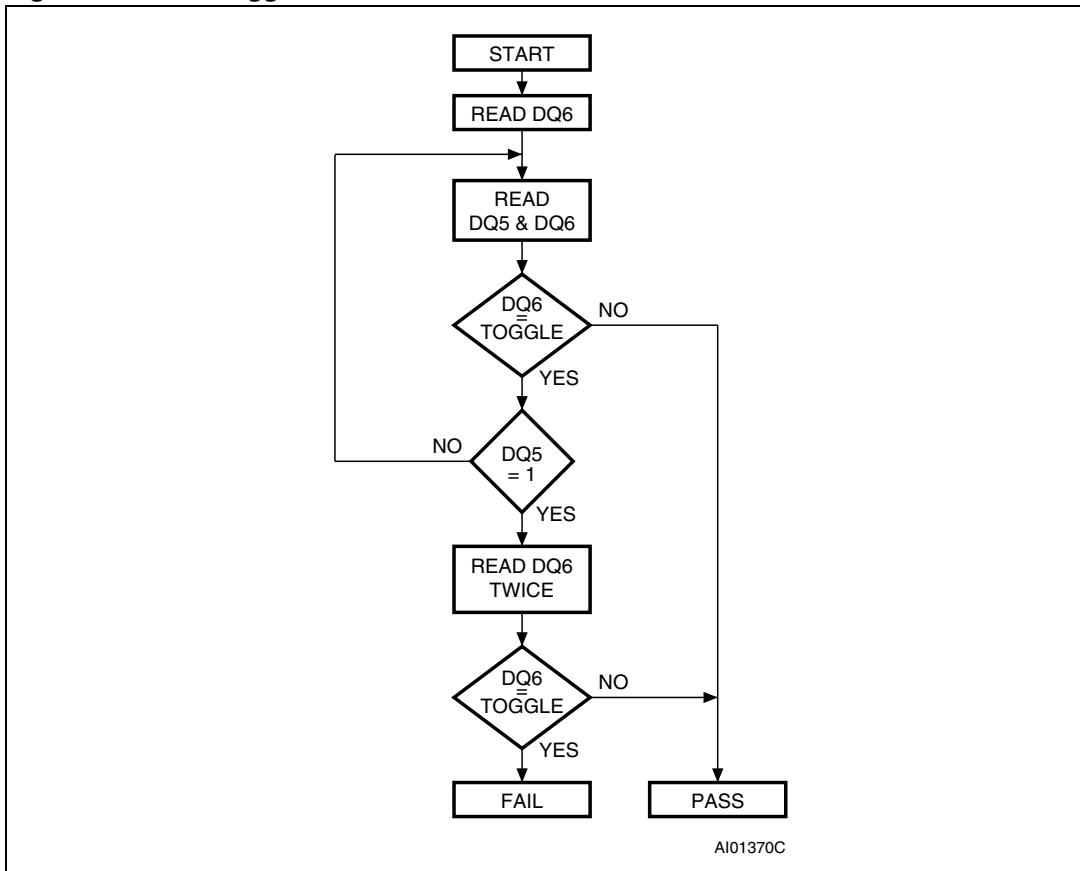 START
READ DQ6
READ
DQ5 & DQ6
DQ6
=
TOGGLE
NO
YES
NO
DQ5
= 1
YES
READ DQ6
TWICE
DQ6
=
TOGGLE
NO
YES
FAIL
PASS
AI01370C